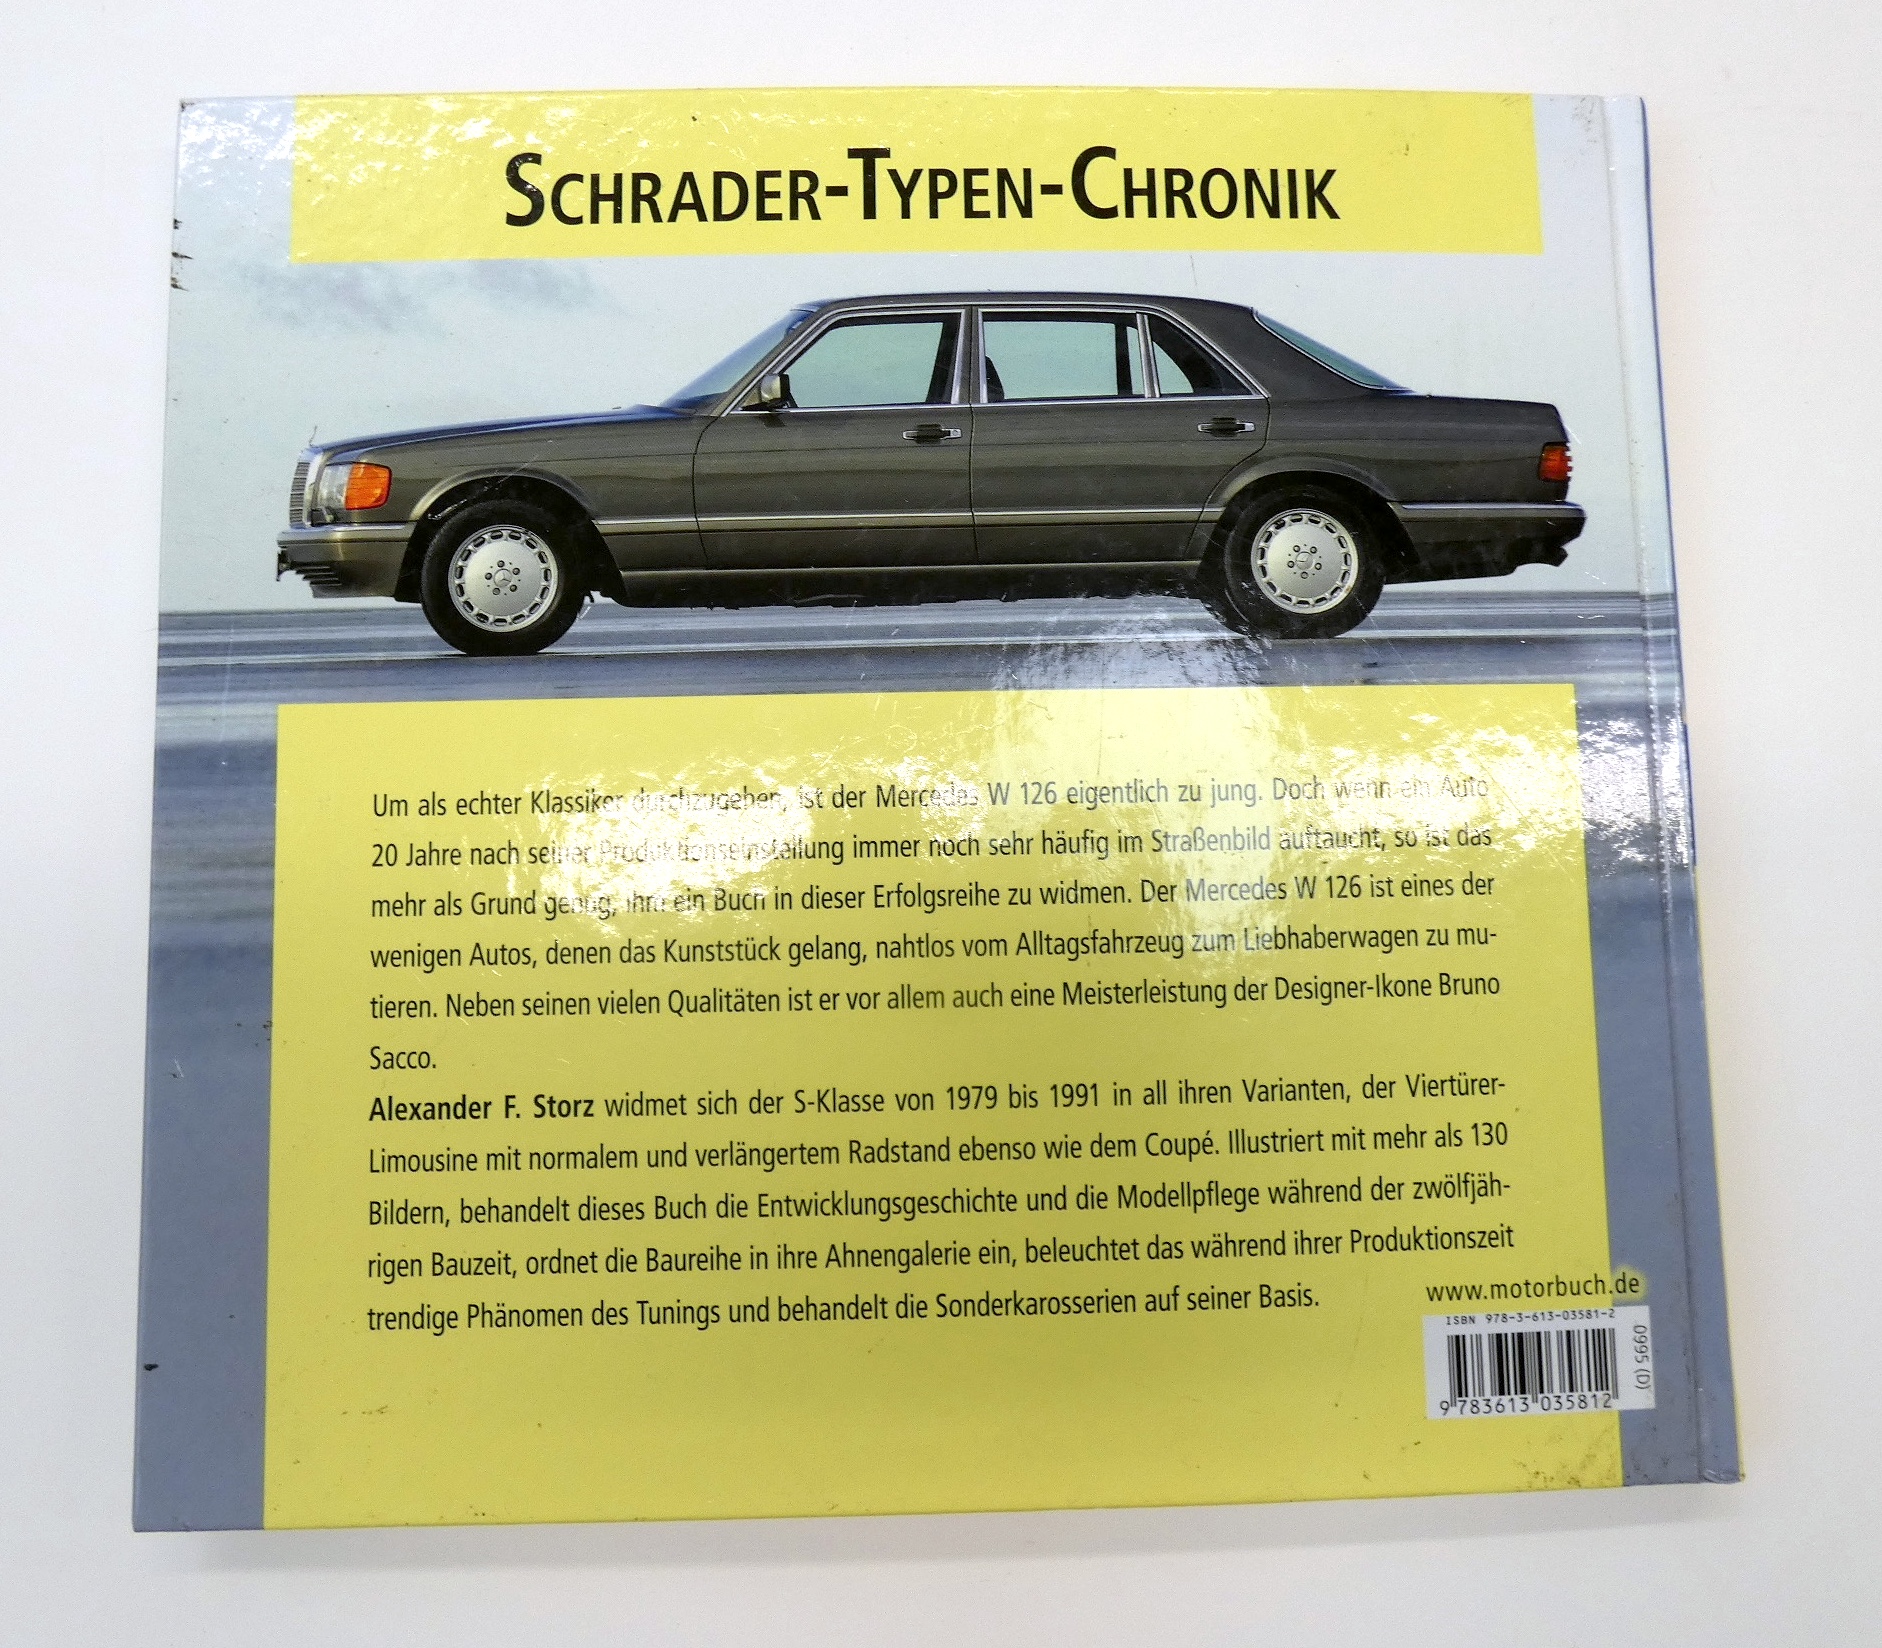 SCHRADER-TYPEN-CHRONIK
Um als echter Klassiker durchzugehen, ist der Mercedes W 126 eigentlich zu jung. Doch wenn ein Auto
20 Jahre nach seiner Produktionseinstellung immer noch sehr häufig im Straßenbild auftaucht, so ist das
mehr als Grund genug, ihm ein Buch in dieser Erfolgsreihe zu widmen. Der Mercedes W 126 ist eines der
wenigen Autos, denen das Kunststück gelang, nahtlos vom Alltagsfahrzeug zum Liebhaberwagen zu mu-
tieren. Neben seinen vielen Qualitäten ist er vor allem auch eine Meisterleistung der Designer-Ikone Bruno
Sacco.
Alexander F. Storz widmet sich der S-Klasse von 1979 bis 1991 in all ihren Varianten, der Viertürer-
Limousine mit normalem und verlängertem Radstand ebenso wie dem Coupé. Illustriert mit mehr als 130
Bildern, behandelt dieses Buch die Entwicklungsgeschichte und die Modellpflege während der zwölfjäh-
rigen Bauzeit, ordnet die Baureihe in ihre Ahnengalerie ein, beleuchtet das während ihrer Produktionszeit
trendige Phänomen des Tunings und behandelt die Sonderkarosserien auf seiner Basis.
www.motorbuch.de
ISBN 978-3-613-03581-2
0995 (D)
9 783613 035812